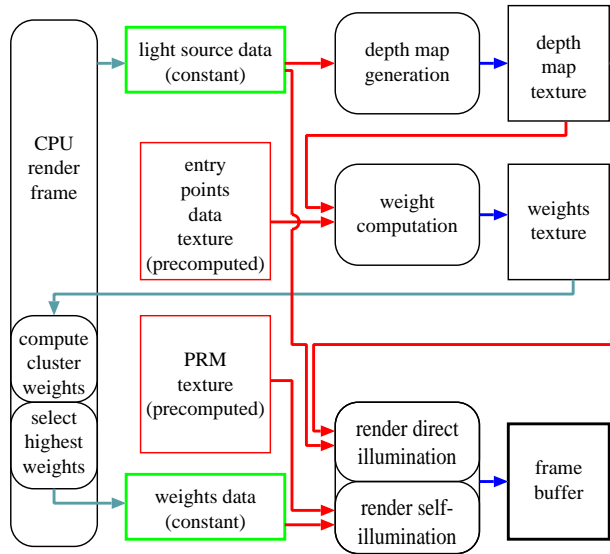 light source data
(constant)
depth map
generation
depth
map
texture
CPU
render
frame
entry
points
data
texture
(precomputed)
weight
computation
weights
texture
compute
cluster
weights
select
highest
weights
PRM
texture
(precomputed)
render direct
illumination
render self-
illumination
frame
buffer
weights data
(constant)